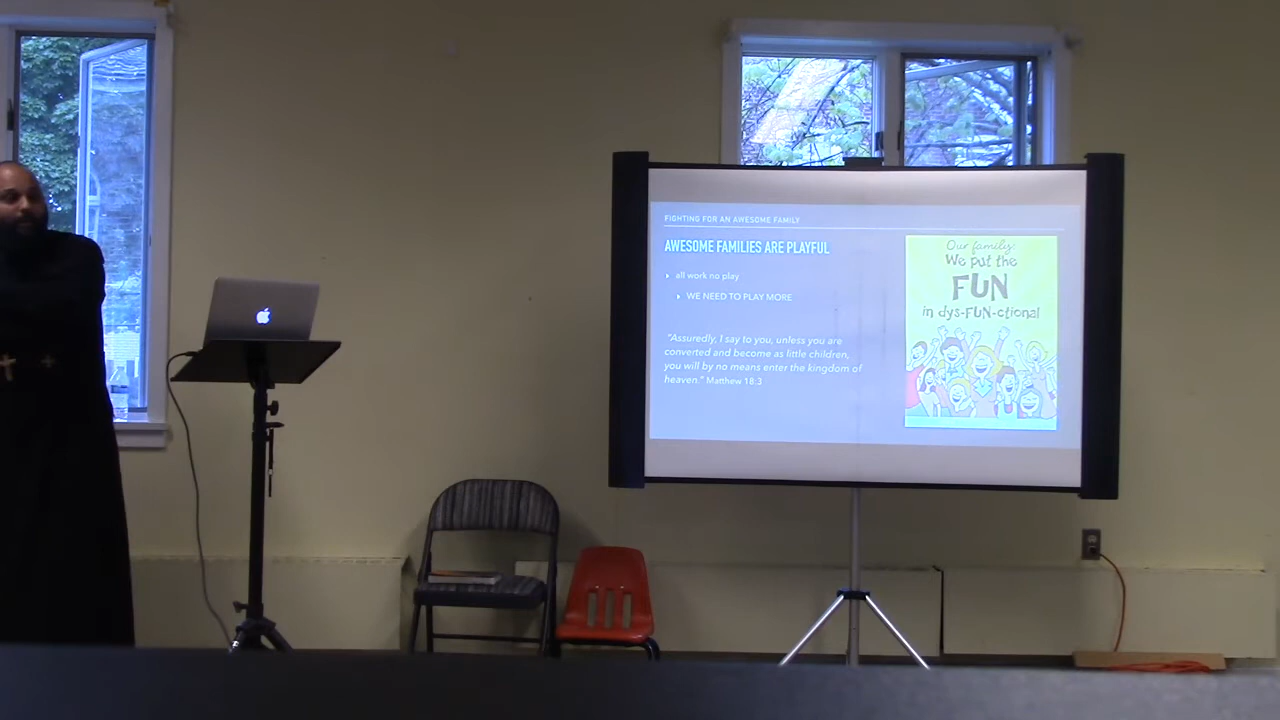 FIGHTING FOR AN AWESOME FAMILY
AWESOME FAMILIES ARE PLAYFUL
all work no play
WE NEED TO PLAY MORE
"Assuredly, I say to you, unless you are
converted and become as little children,
you will by no means enter the kingdom of
heaven." Matthew 18:3
Our family:
We put the
FUN
in dys-FUN-ctional